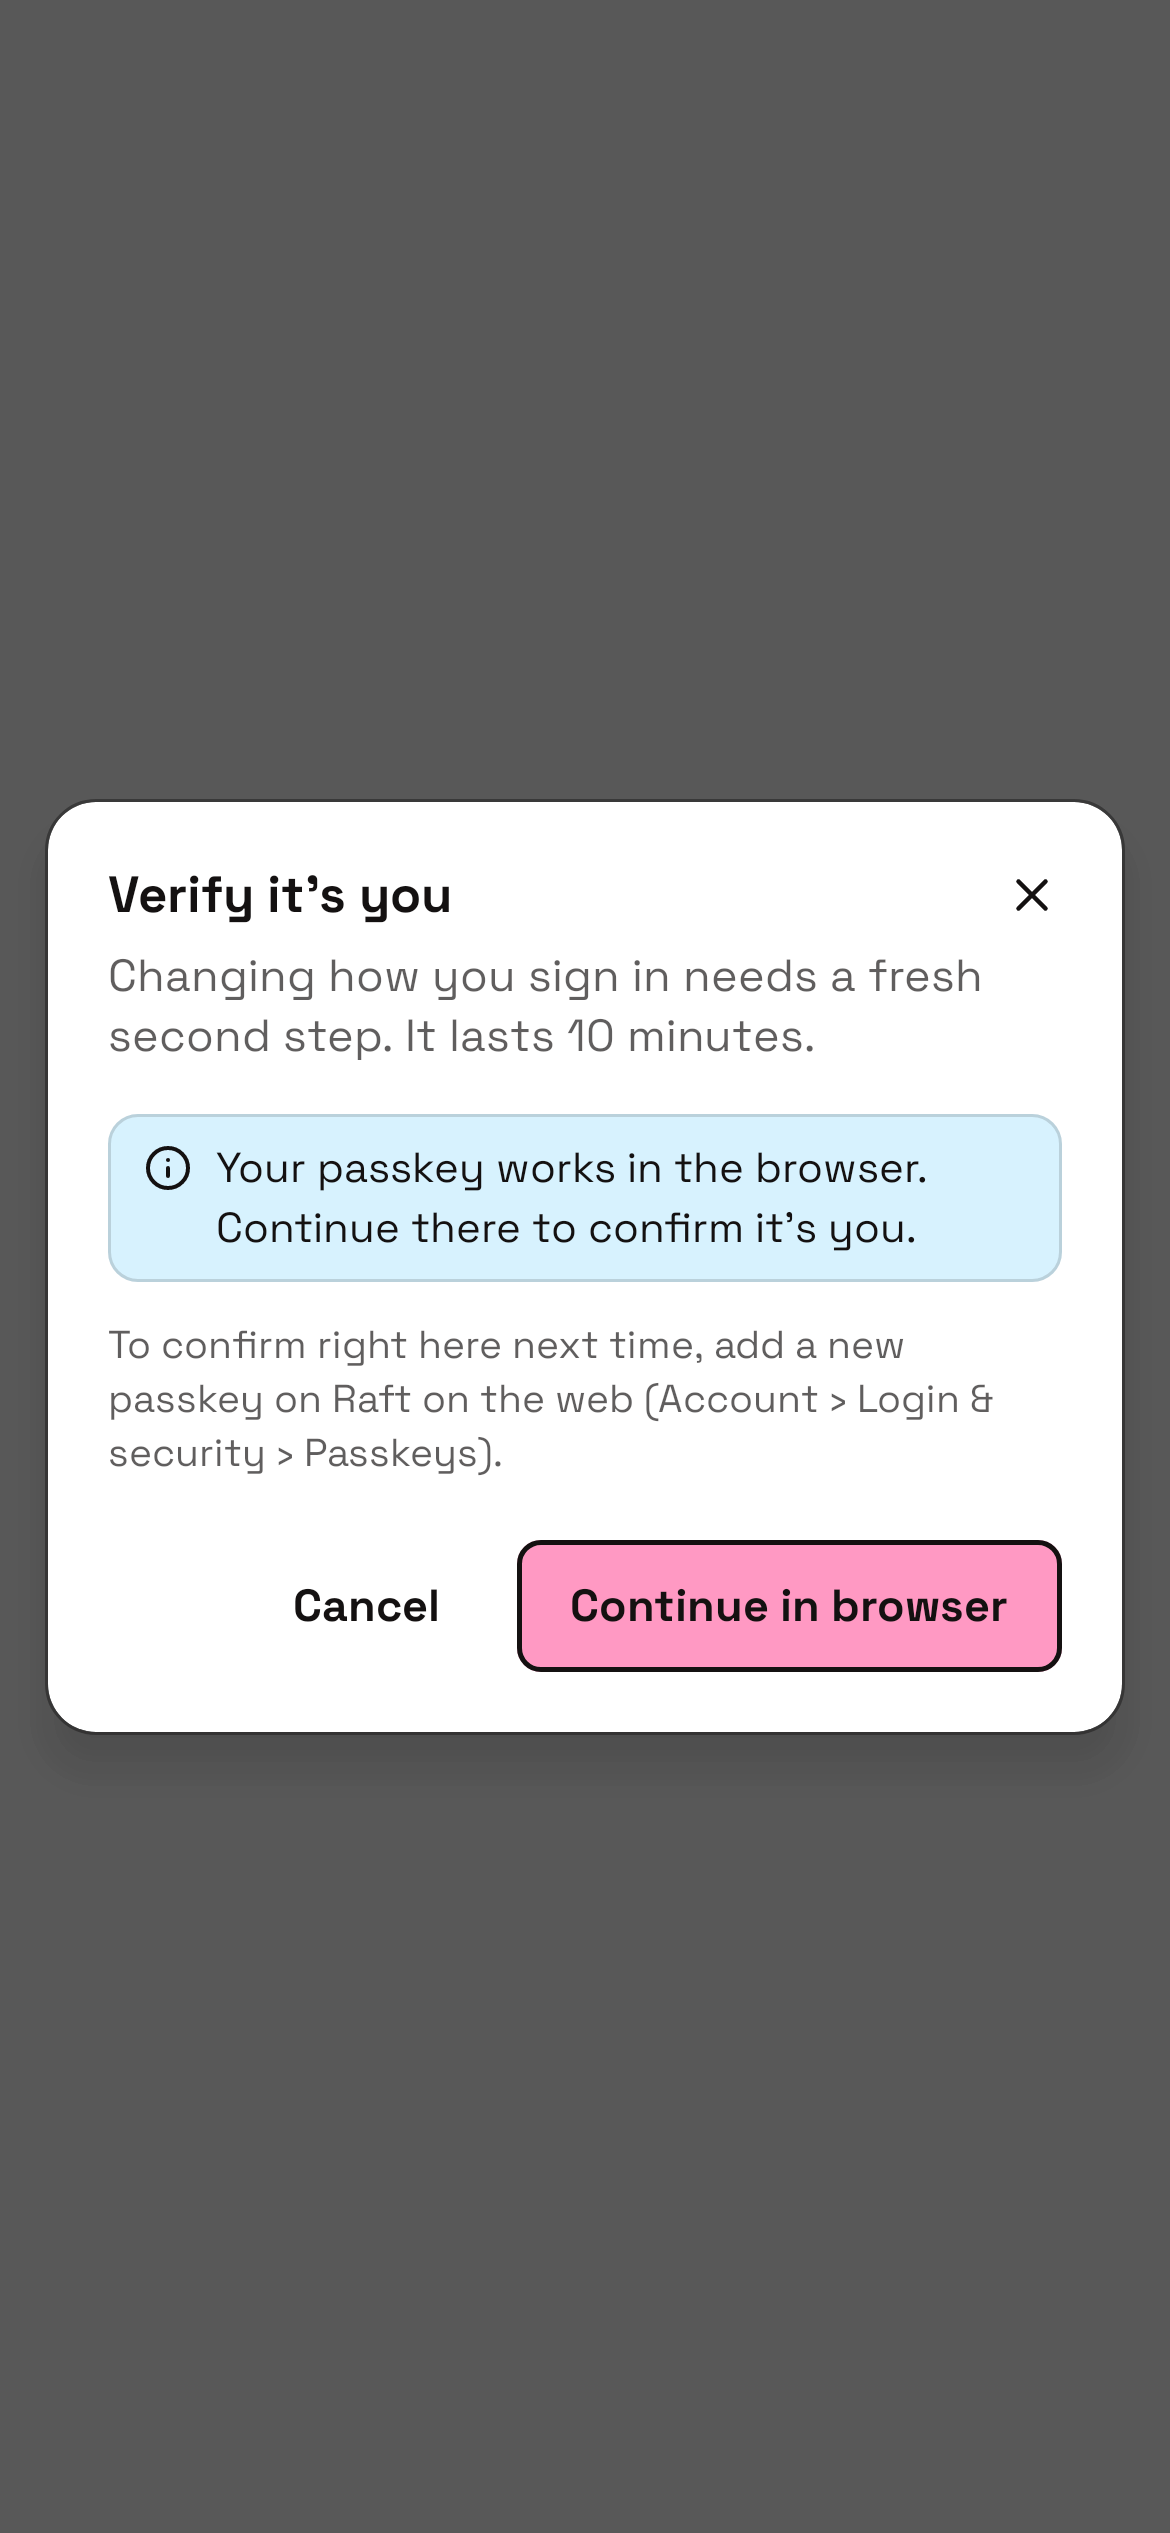 Verify it’s you
Changing how you sign in needs a fresh
second step. It lasts 10 minutes.
Your passkey works in the browser.
Continue there to confirm it’s you.
To confirm right here next time, add a new
passkey on Raft on the web (Account > Login &
security > Passkeys).
Cancel
Continue in browser